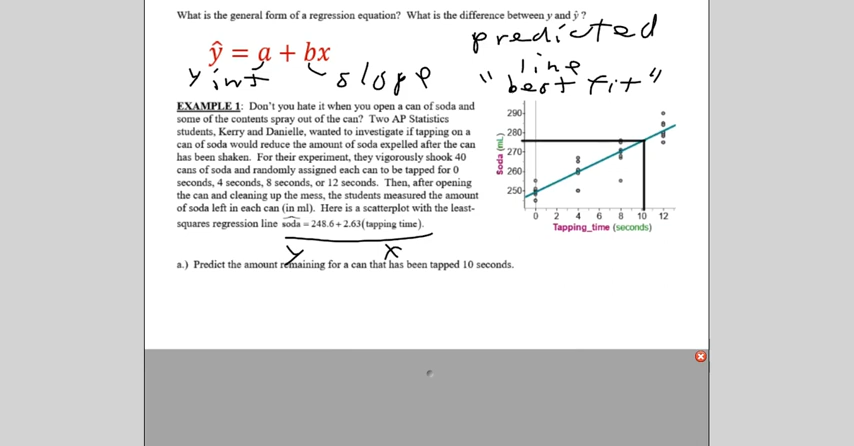 What is the general form of a regression equation? What is the difference between y and ŷ?
predicted
ŷ = a + bx
line
y int
slope
"best fit"
EXAMPLE 1: Don't you hate it when you open a can of soda and
some of the contents spray out of the can? Two AP Statistics
students, Kerry and Danielle, wanted to investigate if tapping on a
can of soda would reduce the amount of soda expelled after the can
has been shaken. For their experiment, they vigorously shook 40
cans of soda and randomly assigned each can to be tapped for 0
seconds, 4 seconds, 8 seconds, or 12 seconds. Then, after opening
the can and cleaning up the mess, the students measured the amount
of soda left in each can (in ml). Here is a scatterplot with the least-
squares regression line soda = 248.6 + 2.63(tapping time).
290
280
270
260
250
Soda (mL)
0 2 4 6 8 10 12
Tapping_time (seconds)
y x
a.) Predict the amount remaining for a can that has been tapped 10 seconds.